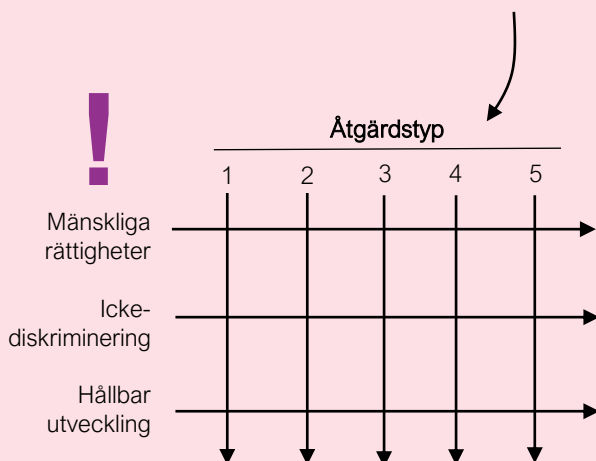 !
Åtgärdstyp
1 2 3 4 5
Mänskliga
rättigheter
Icke-
diskriminering
Hållbar
utveckling